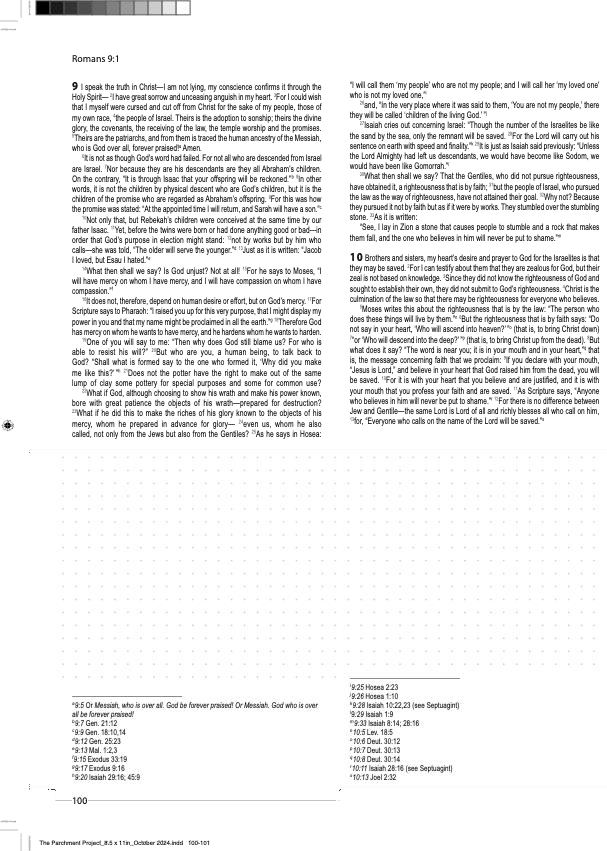 Romans 9:1
9 I speak the truth in Christ—I am not lying, my conscience confirms it through the
Holy Spirit— 2I have great sorrow and unceasing anguish in my heart. 3For I could wish
that I myself were cursed and cut off from Christ for the sake of my people, those of
my own race, 4the people of Israel. Theirs is the adoption to sonship; theirs the divine
glory, the covenants, the receiving of the law, the temple worship and the promises.
5Theirs are the patriarchs, and from them is traced the human ancestry of the Messiah,
who is God over all, forever praised!a Amen.
6It is not as though God's word had failed. For not all who are descended from Israel
are Israel. 7Nor because they are his descendants are they all Abraham's children.
On the contrary, "It is through Isaac that your offspring will be reckoned."b 8In other
words, it is not the children by physical descent who are God's children, but it is the
children of the promise who are regarded as Abraham's offspring. 9For this was how
the promise was stated: "At the appointed time I will return, and Sarah will have a son."c
10Not only that, but Rebekah's children were conceived at the same time by our
father Isaac. 11Yet, before the twins were born or had done anything good or bad—in
order that God's purpose in election might stand: 12not by works but by him who
calls—she was told, "The older will serve the younger."d 13Just as it is written: "Jacob
I loved, but Esau I hated."e
14What then shall we say? Is God unjust? Not at all! 15For he says to Moses, "I
will have mercy on whom I have mercy, and I will have compassion on whom I have
compassion."f
16It does not, therefore, depend on human desire or effort, but on God's mercy. 17For
Scripture says to Pharaoh: "I raised you up for this very purpose, that I might display my
power in you and that my name might be proclaimed in all the earth."g 18Therefore God
has mercy on whom he wants to have mercy, and he hardens whom he wants to harden.
19One of you will say to me: "Then why does God still blame us? For who is
able to resist his will?" 20But who are you, a human being, to talk back to
God? "Shall what is formed say to the one who formed it, 'Why did you make
me like this?' "h 21Does not the potter have the right to make out of the same
lump of clay some pottery for special purposes and some for common use?
22What if God, although choosing to show his wrath and make his power known,
bore with great patience the objects of his wrath—prepared for destruction?
23What if he did this to make the riches of his glory known to the objects of his
mercy, whom he prepared in advance for glory— 24even us, whom he also
called, not only from the Jews but also from the Gentiles? 25As he says in Hosea:
a9:5 Or Messiah, who is over all. God be forever praised! Or Messiah. God who is over
all be forever praised!
b9:7 Gen. 21:12
c9:9 Gen. 18:10,14
d9:12 Gen. 25:23
e9:13 Mal. 1:2,3
f9:15 Exodus 33:19
g9:17 Exodus 9:16
h9:20 Isaiah 29:16; 45:9
100
"I will call them 'my people' who are not my people; and I will call her 'my loved one'
who is not my loved one,"i
26and, "In the very place where it was said to them, 'You are not my people,' there
they will be called 'children of the living God.' "j
27Isaiah cries out concerning Israel: "Though the number of the Israelites be like
the sand by the sea, only the remnant will be saved. 28For the Lord will carry out his
sentence on earth with speed and finality."k 29It is just as Isaiah said previously: "Unless
the Lord Almighty had left us descendants, we would have become like Sodom, we
would have been like Gomorrah."l
30What then shall we say? That the Gentiles, who did not pursue righteousness,
have obtained it, a righteousness that is by faith; 31but the people of Israel, who pursued
the law as the way of righteousness, have not attained their goal. 32Why not? Because
they pursued it not by faith but as if it were by works. They stumbled over the stumbling
stone. 33As it is written:
"See, I lay in Zion a stone that causes people to stumble and a rock that makes
them fall, and the one who believes in him will never be put to shame."m
10 Brothers and sisters, my heart's desire and prayer to God for the Israelites is that
they may be saved. 2For I can testify about them that they are zealous for God, but their
zeal is not based on knowledge. 3Since they did not know the righteousness of God and
sought to establish their own, they did not submit to God's righteousness. 4Christ is the
culmination of the law so that there may be righteousness for everyone who believes.
5Moses writes this about the righteousness that is by the law: "The person who
does these things will live by them."n 6But the righteousness that is by faith says: "Do
not say in your heart, 'Who will ascend into heaven?' "o (that is, to bring Christ down)
7"or 'Who will descend into the deep?' "p (that is, to bring Christ up from the dead). 8But
what does it say? "The word is near you; it is in your mouth and in your heart,"q that
is, the message concerning faith that we proclaim: 9If you declare with your mouth,
"Jesus is Lord," and believe in your heart that God raised him from the dead, you will
be saved. 10For it is with your heart that you believe and are justified, and it is with
your mouth that you profess your faith and are saved. 11As Scripture says, "Anyone
who believes in him will never be put to shame."r 12For there is no difference between
Jew and Gentile—the same Lord is Lord of all and richly blesses all who call on him,
13for, "Everyone who calls on the name of the Lord will be saved."s
i9:25 Hosea 2:23
j9:26 Hosea 1:10
k9:28 Isaiah 10:22,23 (see Septuagint)
l9:29 Isaiah 1:9
m9:33 Isaiah 8:14; 28:16
n10:5 Lev. 18:5
o10:6 Deut. 30:12
p10:7 Deut. 30:13
q10:8 Deut. 30:14
r10:11 Isaiah 28:16 (see Septuagint)
s10:13 Joel 2:32
The Parchment Project_8.5 x 11in_October 2024.indd 100-101